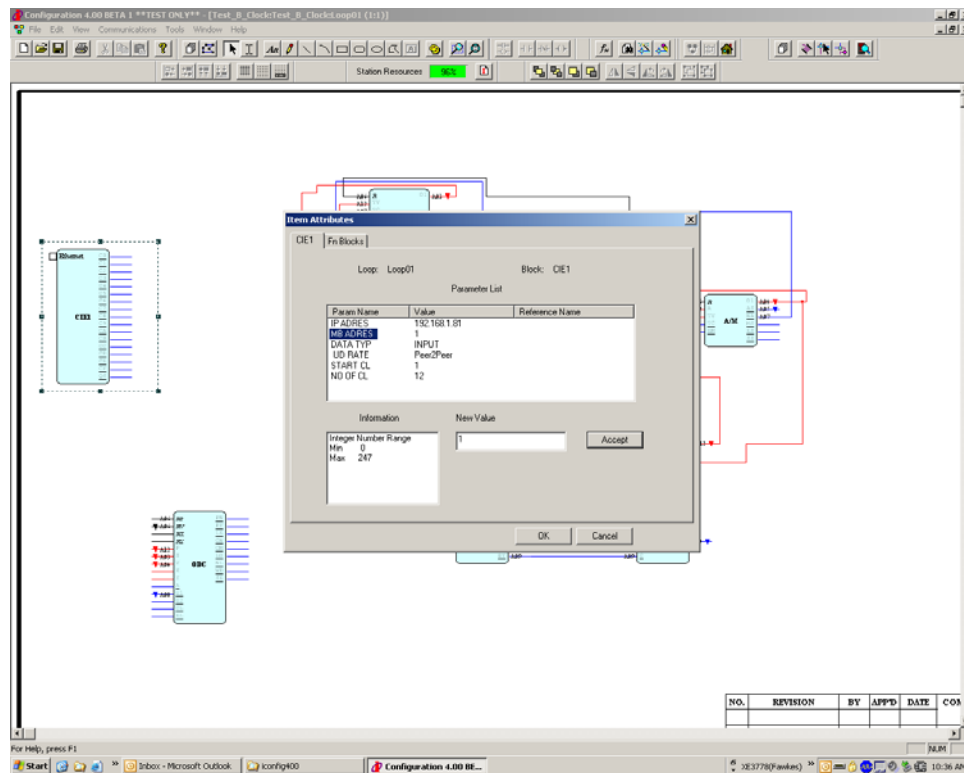 Configuration 4.00 BETA 1 **TEST ONLY** - [Test_B_Clock:Test_B_Clock:Loop01 (1:1)]
File Edit View Communications Tools Window Help
Station Resources 96%
Item Attributes
CIE1 Fn Blocks
Loop: Loop01 Block: CIE1
Parameter List
Param Name Value Reference Name
IP ADRES 192.168.1.81
MB ADRES 1
DATA TYP INPUT
UD RATE Peer2Peer
START CL 1
NO OF CL 12
Information New Value
Integer Number Range
Min 0
Max 247
1
Accept
OK Cancel
Ethernet
CIE1
A/M
ODC
NO. REVISION BY APP'D DATE
For Help, press F1
NUM
Start Inbox - Microsoft Outlook iconfig400 Configuration 4.00 BE... XE3778(Fawkes) 10:36 AM